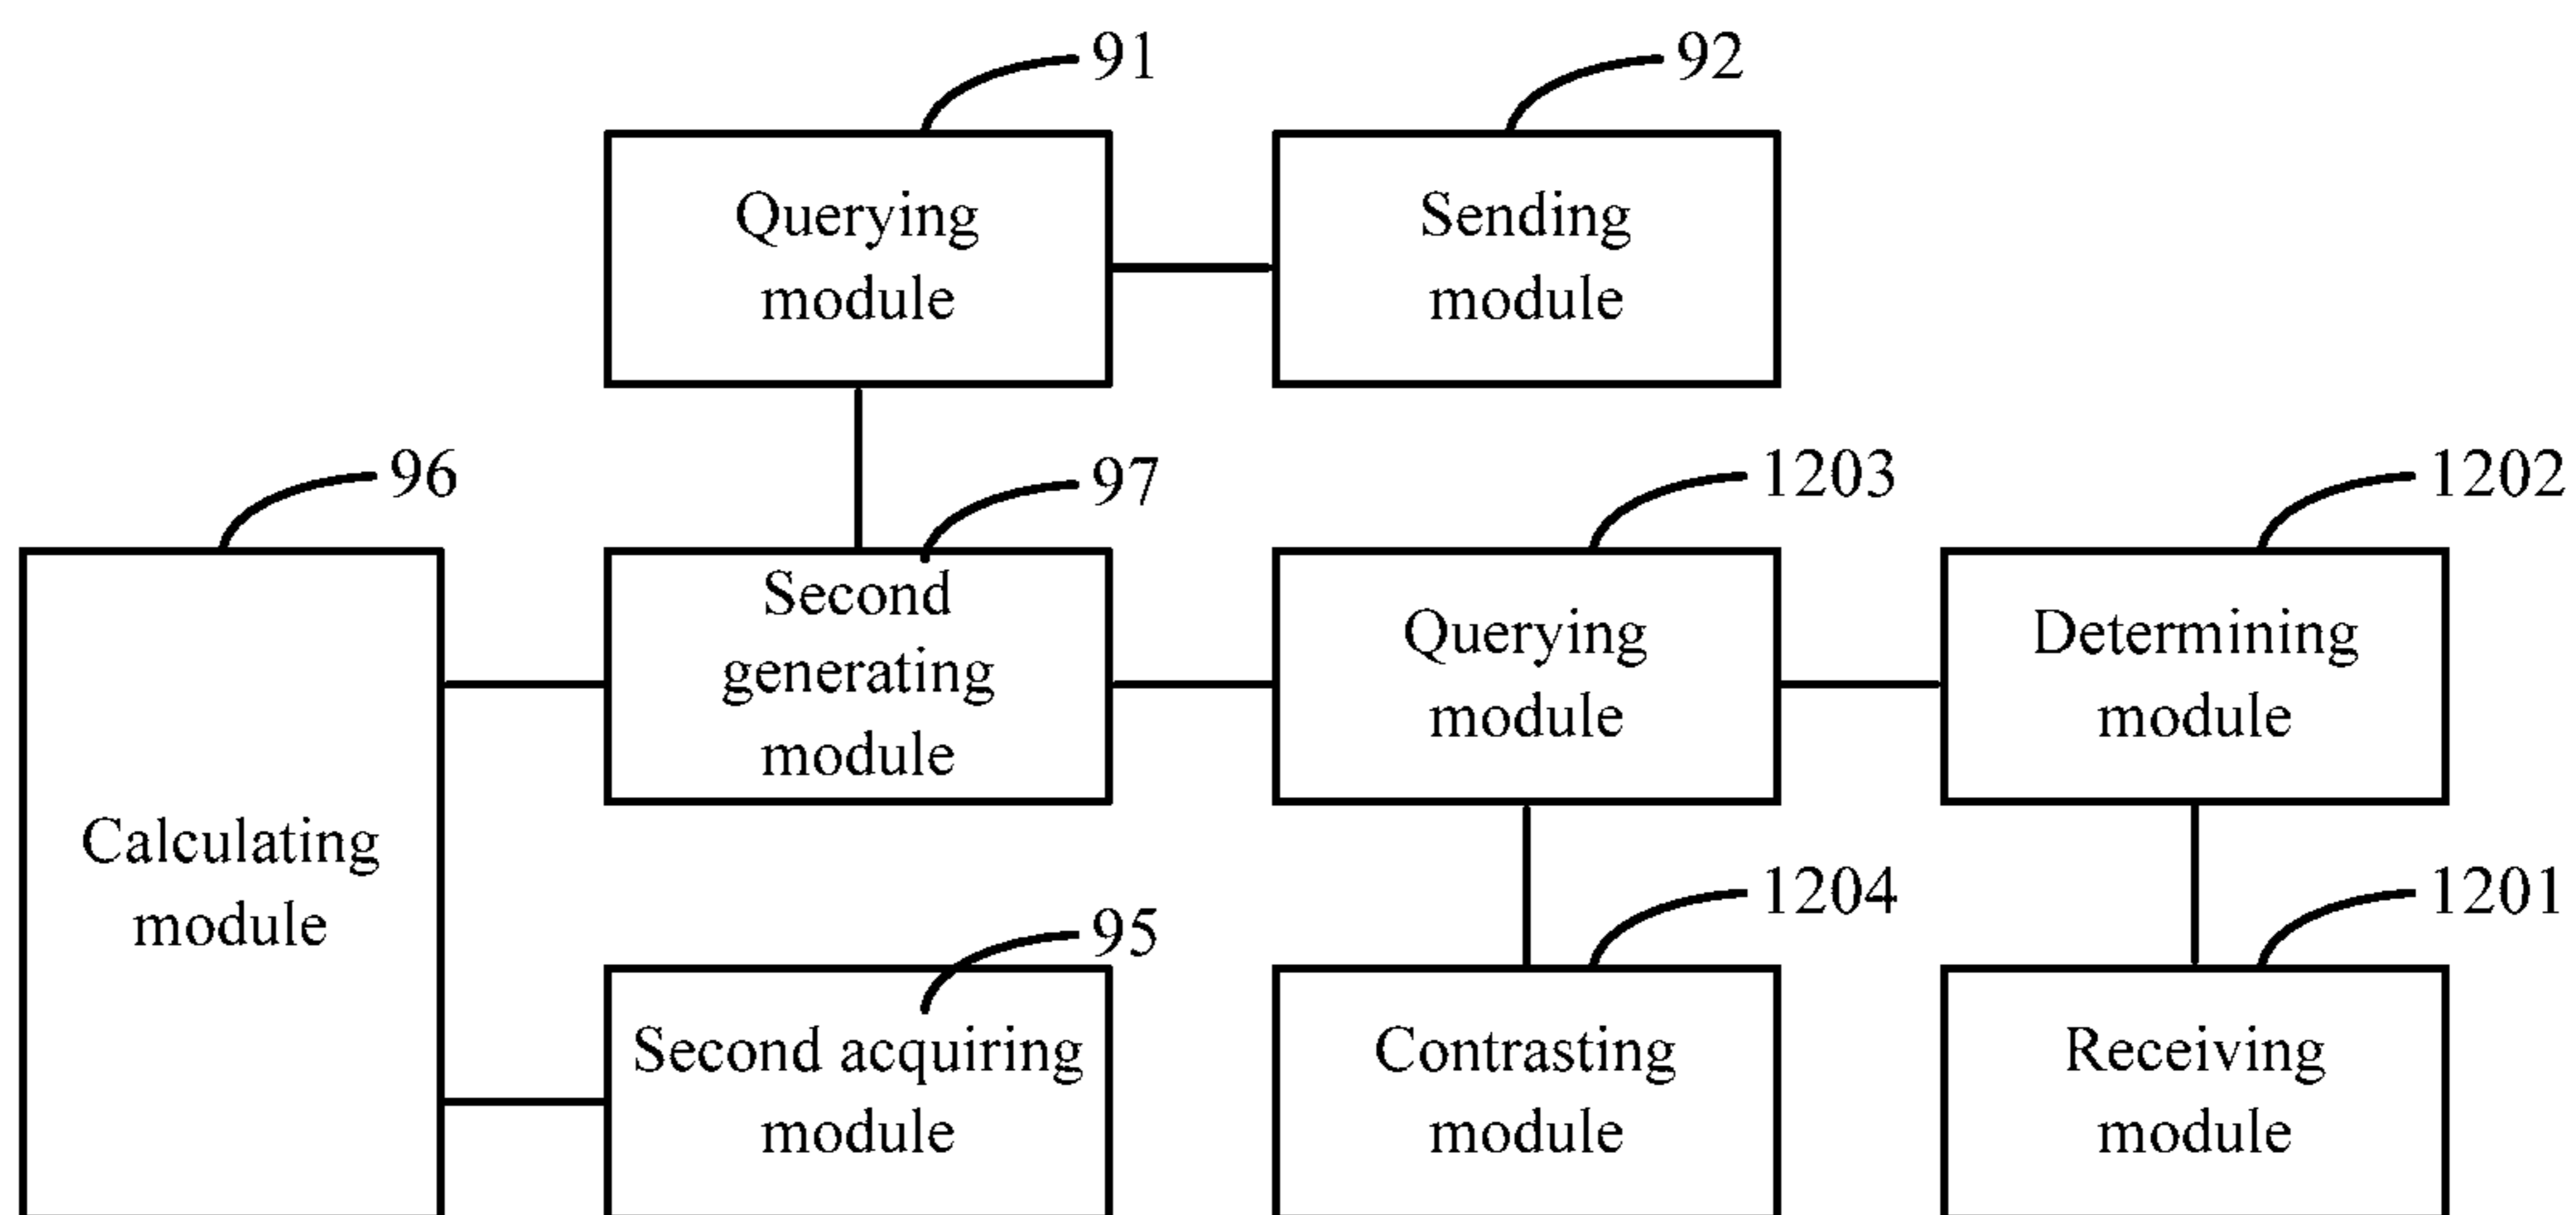 91
92
Querying
module
Sending
module
96
97
1203
1202
Second
generating
module
Querying
module
Determining
module
Calculating
module
95
1204
1201
Second acquiring
module
Contrasting
module
Receiving
module